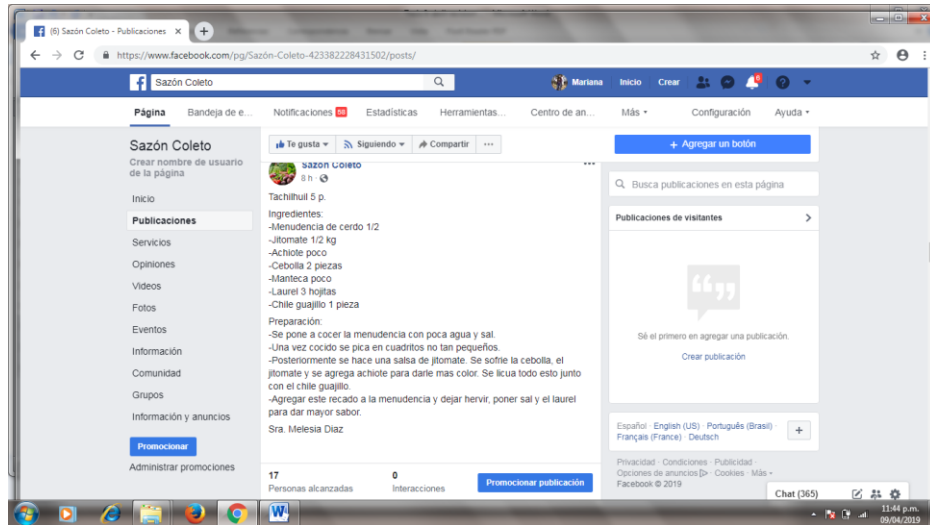 (6) Sazón Coleto - Publicaciones
https://www.facebook.com/pg/Sazón-Coleto-423382228431502/posts/
Sazón Coleto
Mariana Inicio Crear
Página Bandeja de e... Notificaciones 58 Estadísticas Herramientas... Centro de an... Más Configuración Ayuda
Sazón Coleto
Crear nombre de usuario
de la página
Inicio
Publicaciones
Servicios
Opiniones
Videos
Fotos
Eventos
Información
Comunidad
Grupos
Información y anuncios
Promocionar
Administrar promociones
Te gusta Siguiendo Compartir ...
Sazón Coleto
8 h ·
Tachilhuil 5 p.
Ingredientes:
-Menudencia de cerdo 1/2
-Jitomate 1/2 kg
-Achiote poco
-Cebolla 2 piezas
-Manteca poco
-Laurel 3 hojitas
-Chile guajillo 1 pieza
Preparación:
-Se pone a cocer la menudencia con poca agua y sal.
-Una vez cocido se pica en cuadritos no tan pequeños.
-Posteriormente se hace una salsa de jitomate. Se sofrie la cebolla, el
jitomate y se agrega achiote para darle mas color. Se licua todo esto junto
con el chile guajillo.
-Agregar este recado a la menudencia y dejar hervir, poner sal y el laurel
para dar mayor sabor.
Sra. Melesia Diaz
17
Personas alcanzadas
0
Interacciones
Promocionar publicación
+ Agregar un botón
Busca publicaciones en esta página
Publicaciones de visitantes
Sé el primero en agregar una publicación.
Crear publicación
Español · English (US) · Português (Brasil) ·
Français (France) · Deutsch
Privacidad · Condiciones · Publicidad ·
Opciones de anuncios · Cookies · Más
Facebook © 2019
Chat (365)
11:44 p.m.
09/04/2019